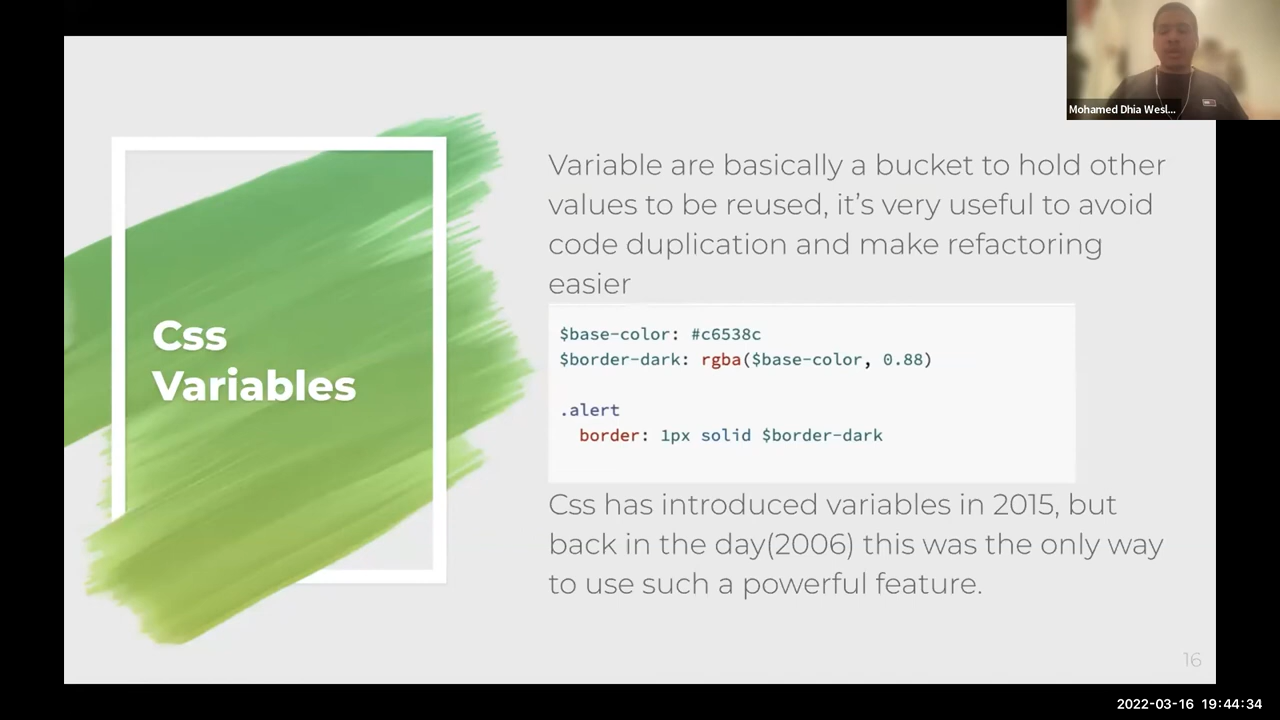 Mohamed Dhia Wesl...
Css
Variables
Variable are basically a bucket to hold other
values to be reused, it’s very useful to avoid
code duplication and make refactoring
easier
$base-color: #c6538c
$border-dark: rgba($base-color, 0.88)
.alert
border: 1px solid $border-dark
Css has introduced variables in 2015, but
back in the day(2006) this was the only way
to use such a powerful feature.
16
2022-03-16 19:44:34